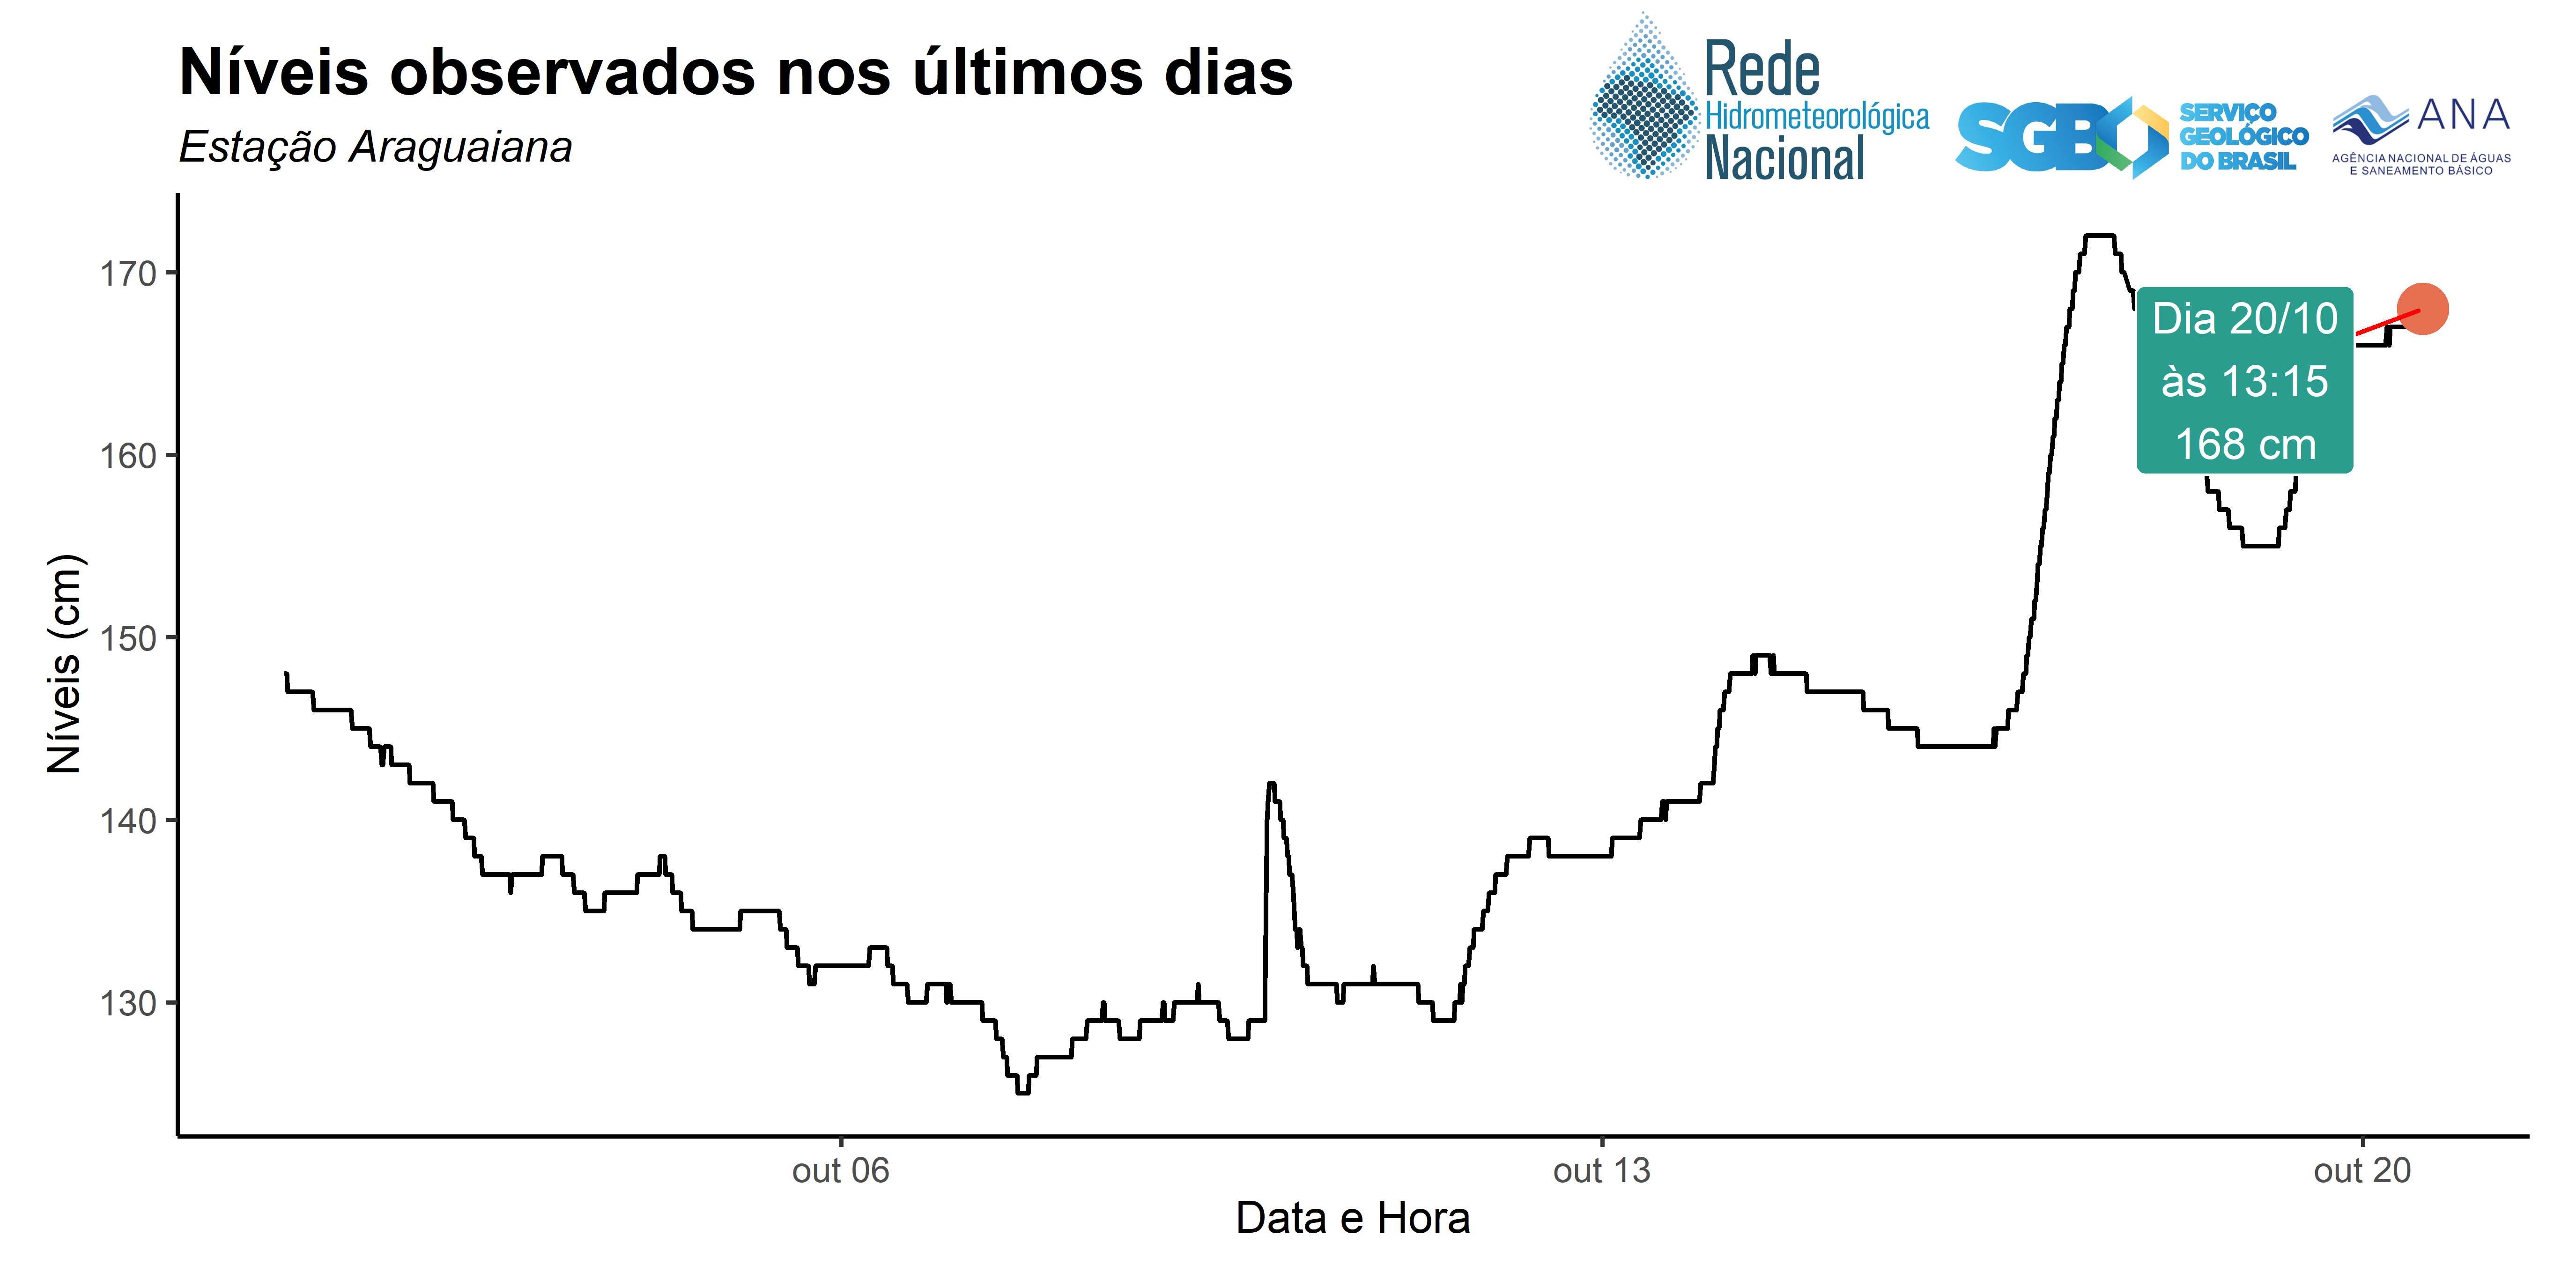 Níveis observados nos últimos dias
Estação Araguaiana
Rede
Hidrometeorológica
Nacional
SGB
SERVIÇO
GEOLÓGICO
DO BRASIL
ANA
AGÊNCIA NACIONAL DE ÁGUAS
E SANEAMENTO BÁSICO
170
160
150
140
130
Níveis (cm)
Dia 20/10
às 13:15
168 cm
out 06
out 13
out 20
Data e Hora